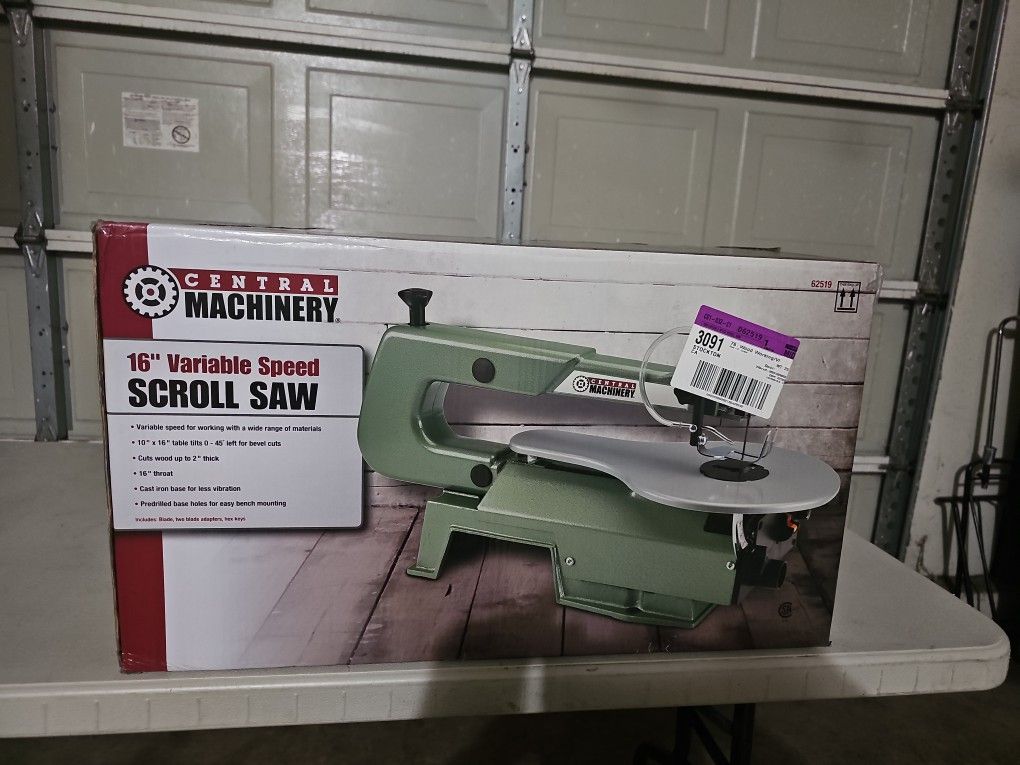 CENTRAL
MACHINERY®
62519
16" Variable Speed
SCROLL SAW
• Variable speed for working with a wide range of materials
• 10" x 16" table tilts 0 - 45° left for bevel cuts
• Cuts wood up to 2" thick
• 16" throat
• Cast iron base for less vibration
• Predrilled base holes for easy bench mounting
Includes: Blade, two blade adapters, hex keys
CENTRAL
MACHINERY
3091
STOCKTON
CA